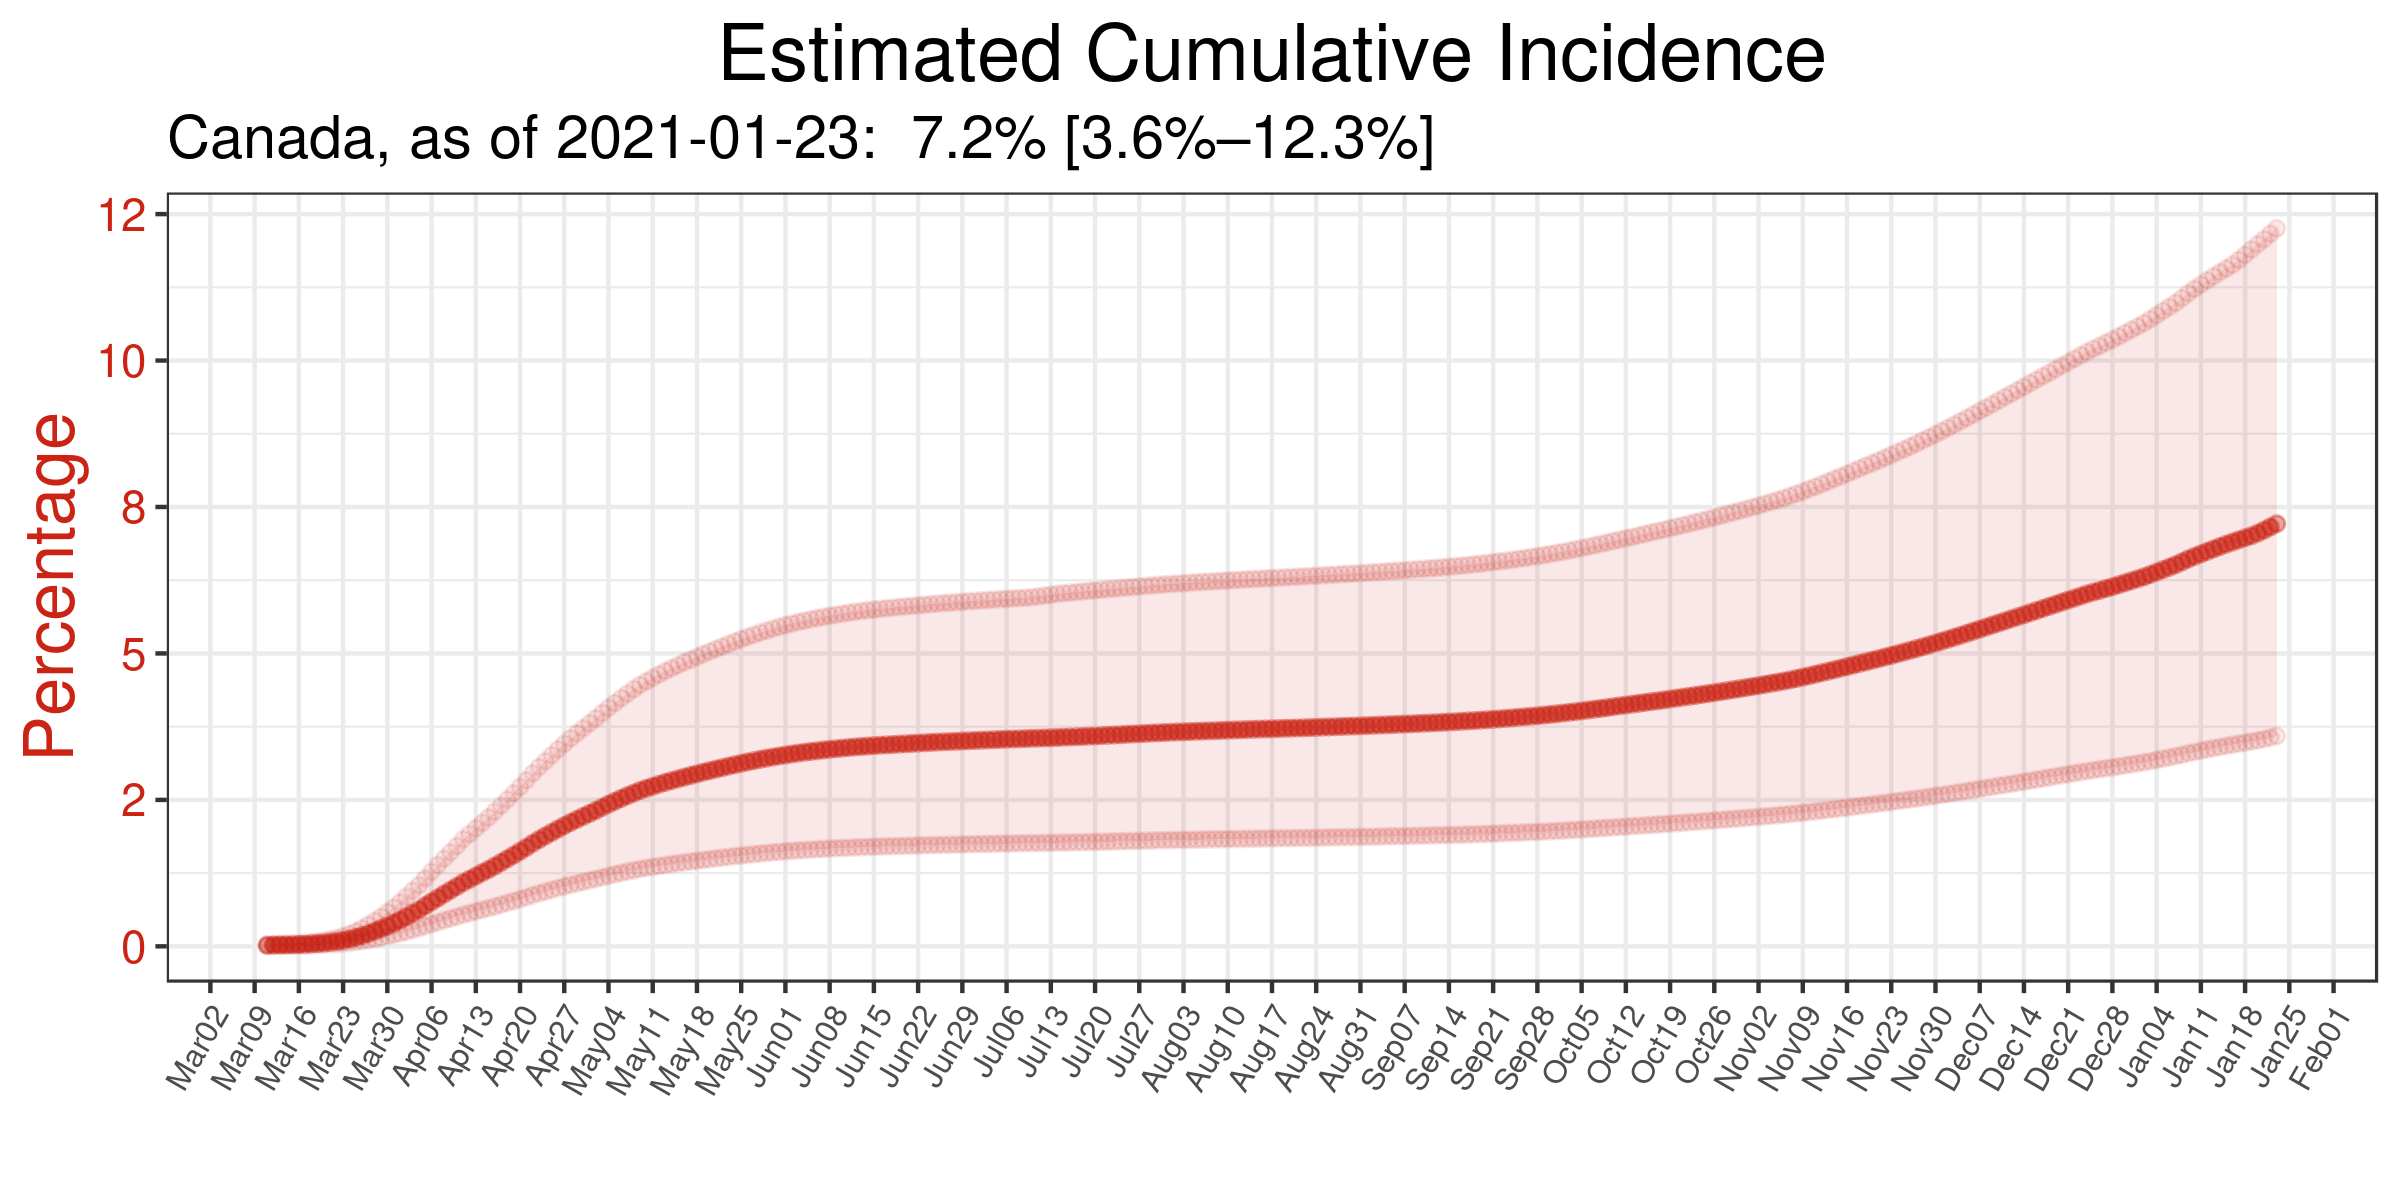 Estimated Cumulative Incidence
Canada, as of 2021-01-23:  7.2% [3.6%–12.3%]
Percentage
12
10
8
5
2
0
Mar02
Mar09
Mar16
Mar23
Mar30
Apr06
Apr13
Apr20
Apr27
May04
May11
May18
May25
Jun01
Jun08
Jun15
Jun22
Jun29
Jul06
Jul13
Jul20
Jul27
Aug03
Aug10
Aug17
Aug24
Aug31
Sep07
Sep14
Sep21
Sep28
Oct05
Oct12
Oct19
Oct26
Nov02
Nov09
Nov16
Nov23
Nov30
Dec07
Dec14
Dec21
Dec28
Jan04
Jan11
Jan18
Jan25
Feb01